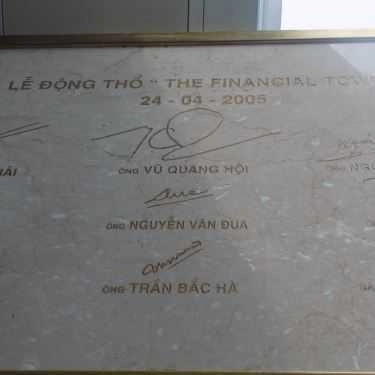 LỄ ĐỘNG THỔ " THE FINANCIAL TOW
24 - 04 - 2005
ÔNG VŨ QUANG HỘI
ÔNG NGUYỄN VĂN ĐUA
ÔNG TRẦN BẮC HÀ